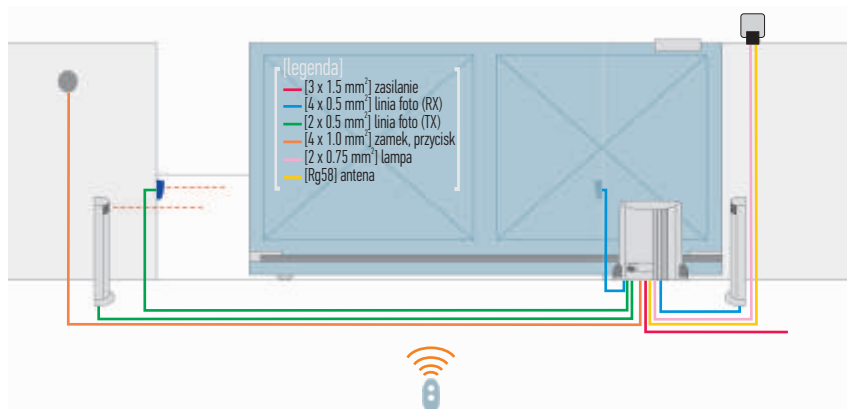 [legenda]
[3 x 1.5 mm²] zasilanie
[4 x 0.5 mm²] linia foto (RX)
[2 x 0.5 mm²] linia foto (TX)
[4 x 1.0 mm²] zamek, przycisk
[2 x 0.75 mm²] lampa
[Rg58] antena